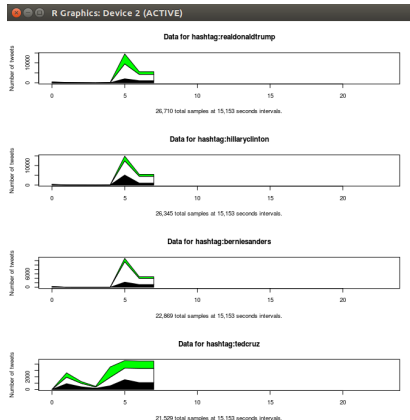 R Graphics: Device 2 (ACTIVE)
Data for hashtag:realdonaldtrump
Number of tweets
0 10000
0 5 10 15 20
26,710 total samples at 15,153 seconds intervals.
Data for hashtag:hillaryclinton
Number of tweets
0 10000
0 5 10 15 20
26,345 total samples at 15,153 seconds intervals.
Data for hashtag:berniesanders
Number of tweets
0 6000
0 5 10 15 20
22,869 total samples at 15,153 seconds intervals.
Data for hashtag:tedcruz
Number of tweets
0 2000
0 5 10 15 20
21,529 total samples at 15,153 seconds intervals.